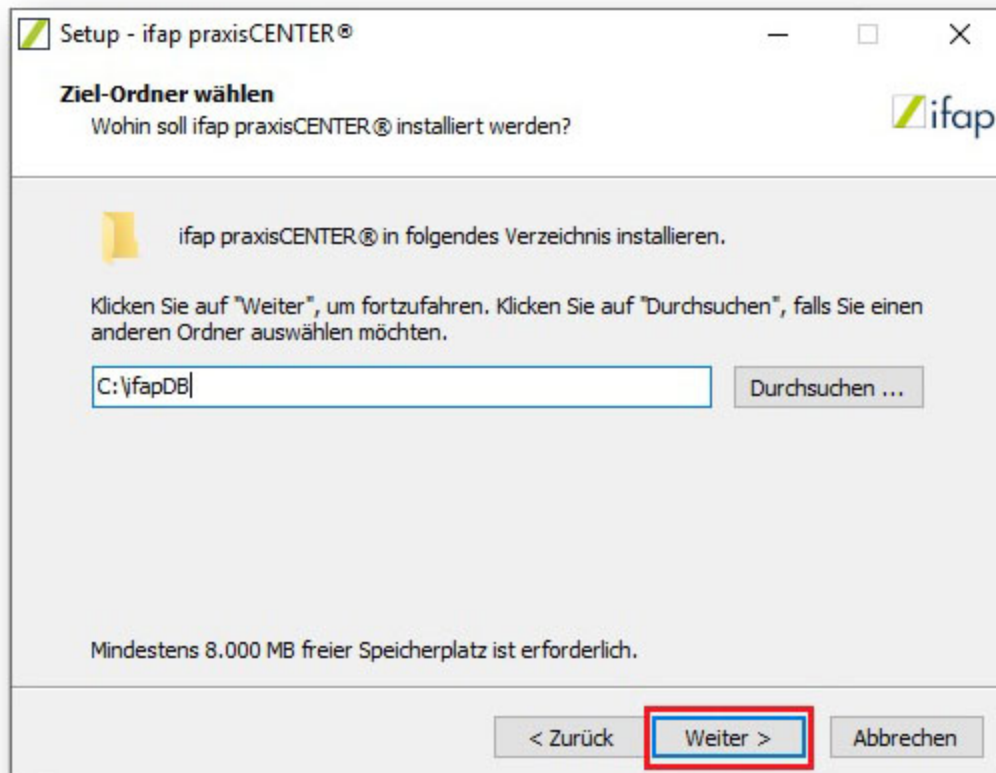 Setup - ifap praxisCENTER®
Ziel-Ordner wählen
Wohin soll ifap praxisCENTER® installiert werden?
ifap
ifap praxisCENTER® in folgendes Verzeichnis installieren.
Klicken Sie auf "Weiter", um fortzufahren. Klicken Sie auf "Durchsuchen", falls Sie einen
anderen Ordner auswählen möchten.
C:\ifapDB
Durchsuchen ...
Mindestens 8.000 MB freier Speicherplatz ist erforderlich.
< Zurück
Weiter >
Abbrechen